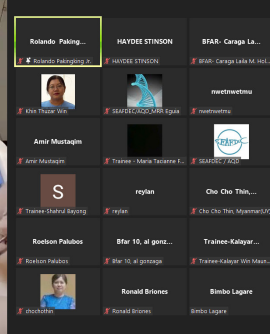 Rolando Paking...
HAYDEE STINSON
BFAR- Caraga La...
Rolando Pakingking Jr.
HAYDEE STINSON
BFAR- Caraga Laila M. Hol...
Khin Thuzar Win
SEAFDEC/AQD_MRR Eguia
nwetnwetmu
nwetnwetmu
Amir Mustaqim
Amir Mustaqim
Trainee - Maria Tacianne F...
SEAFDEC / AQD
S
reylan
Cho Cho Thin,...
Trainee-Shahrul Bayong
reylan
Cho Cho Thin, Myanmar(UY
Roelson Palubos
Bfar 10, al gonz...
Trainee-Kalayar...
Roelson Palubos
Bfar 10, al gonzaga
Trainee-Kalayar Win Maun...
Ronald Briones
Bimbo Lagare
chochothin
Ronald Briones
Bimbo Lagare